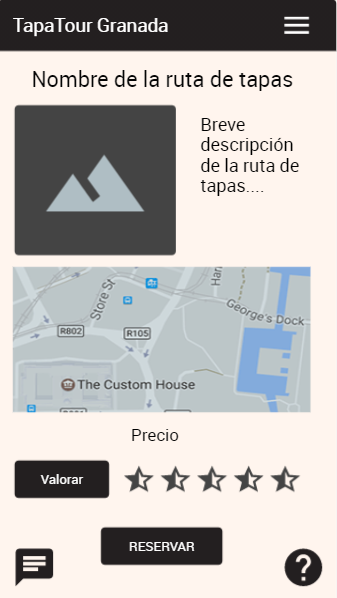 TapaTour Granada
Nombre de la ruta de tapas
Breve
descripción
de la ruta de
tapas....
Store St
George's Dock
R802
R105
The Custom House
Precio
Valorar
RESERVAR
?